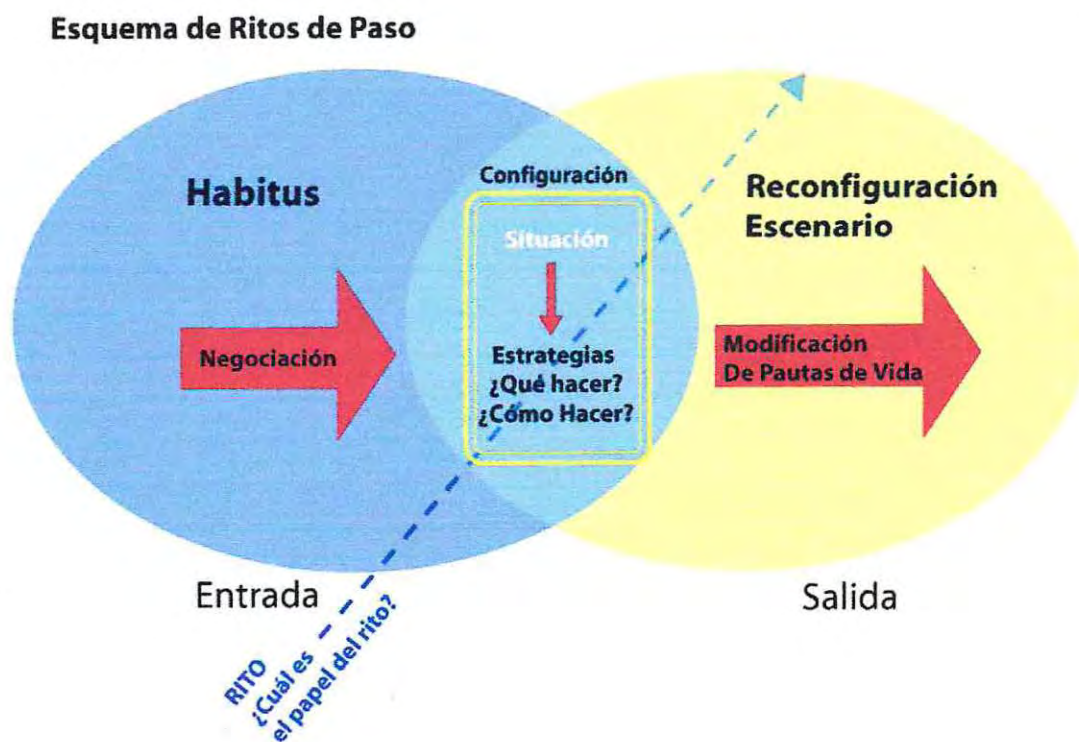 Esquema de Ritos de Paso
Habitus
Negociación
Configuración
Situación
Estrategias
¿Qué hacer?
¿Cómo Hacer?
Reconfiguración
Escenario
Modificación
De Pautas de Vida
Entrada
Salida
RITO
¿Cuál es
el papel del rito?